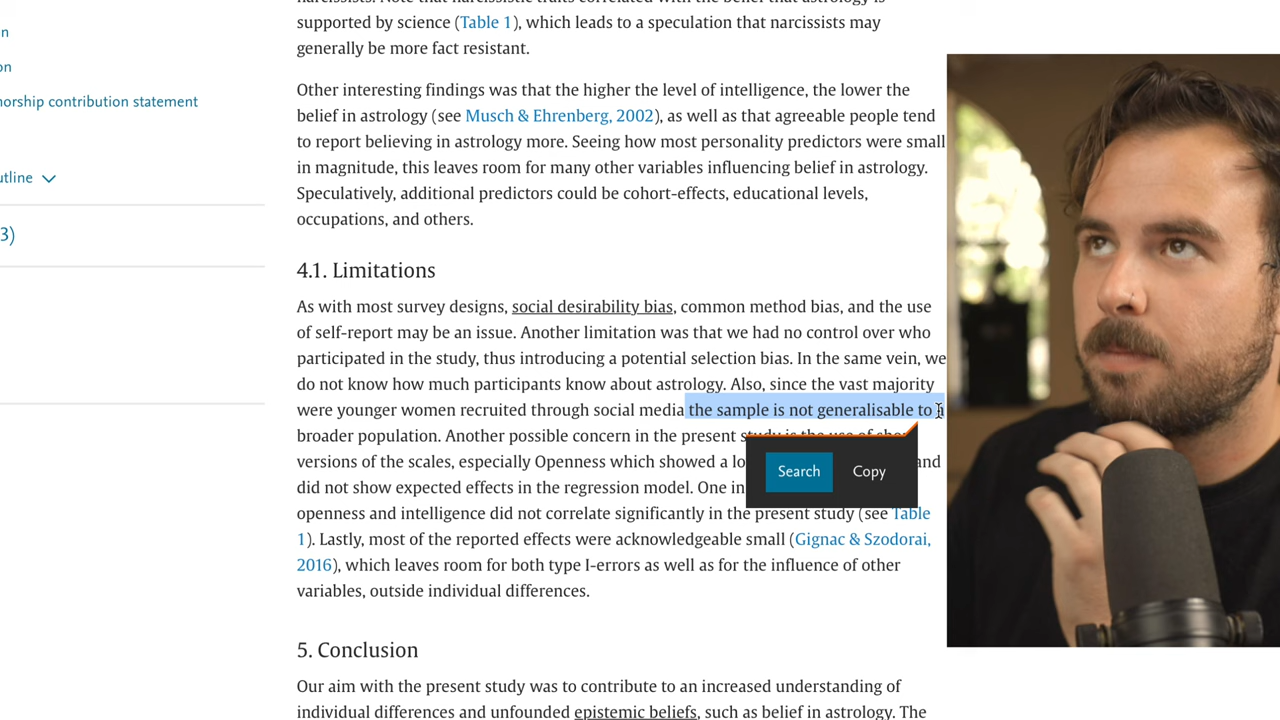 supported by science (Table 1), which leads to a speculation that narcissists may
generally be more fact resistant.
Other interesting findings was that the higher the level of intelligence, the lower the
belief in astrology (see Musch & Ehrenberg, 2002), as well as that agreeable people tend
to report believing in astrology more. Seeing how most personality predictors were small
in magnitude, this leaves room for many other variables influencing belief in astrology.
Speculatively, additional predictors could be cohort-effects, educational levels,
occupations, and others.
4.1. Limitations
As with most survey designs, social desirability bias, common method bias, and the use
of self-report may be an issue. Another limitation was that we had no control over who
participated in the study, thus introducing a potential selection bias. In the same vein, we
do not know how much participants know about astrology. Also, since the vast majority
were younger women recruited through social media the sample is not generalisable to a
broader population. Another possible concern in the present study is the use of
versions of the scales, especially Openness which showed a and
did not show expected effects in the regression model. One
openness and intelligence did not correlate significantly in the present study (see Table
1). Lastly, most of the reported effects were acknowledgeable small (Gignac & Szodorai,
2016), which leaves room for both type I-errors as well as for the influence of other
variables, outside individual differences.
5. Conclusion
Our aim with the present study was to contribute to an increased understanding of
individual differences and unfounded epistemic beliefs, such as belief in astrology. The
Search Copy
n
on
orship contribution statement
utline
3)